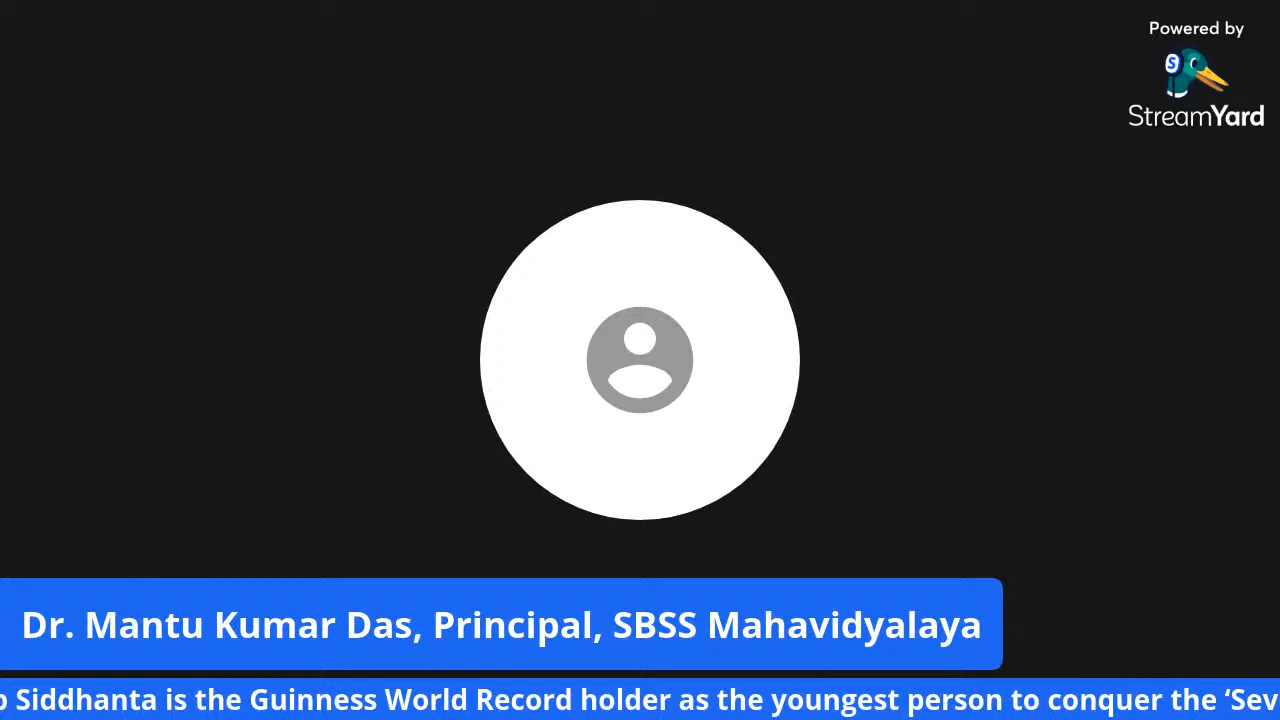 Powered by
S
StreamYard
Dr. Mantu Kumar Das, Principal, SBSS Mahavidyalaya
Siddhanta is the Guinness World Record holder as the youngest person to conquer the ‘Sev